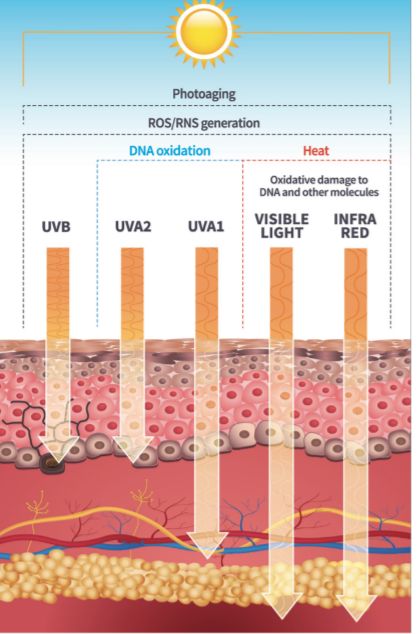 Photoaging
ROS/RNS generation
DNA oxidation
Heat
Oxidative damage to
DNA and other molecules
UVB
UVA2
UVA1
VISIBLE
LIGHT
INFRA
RED